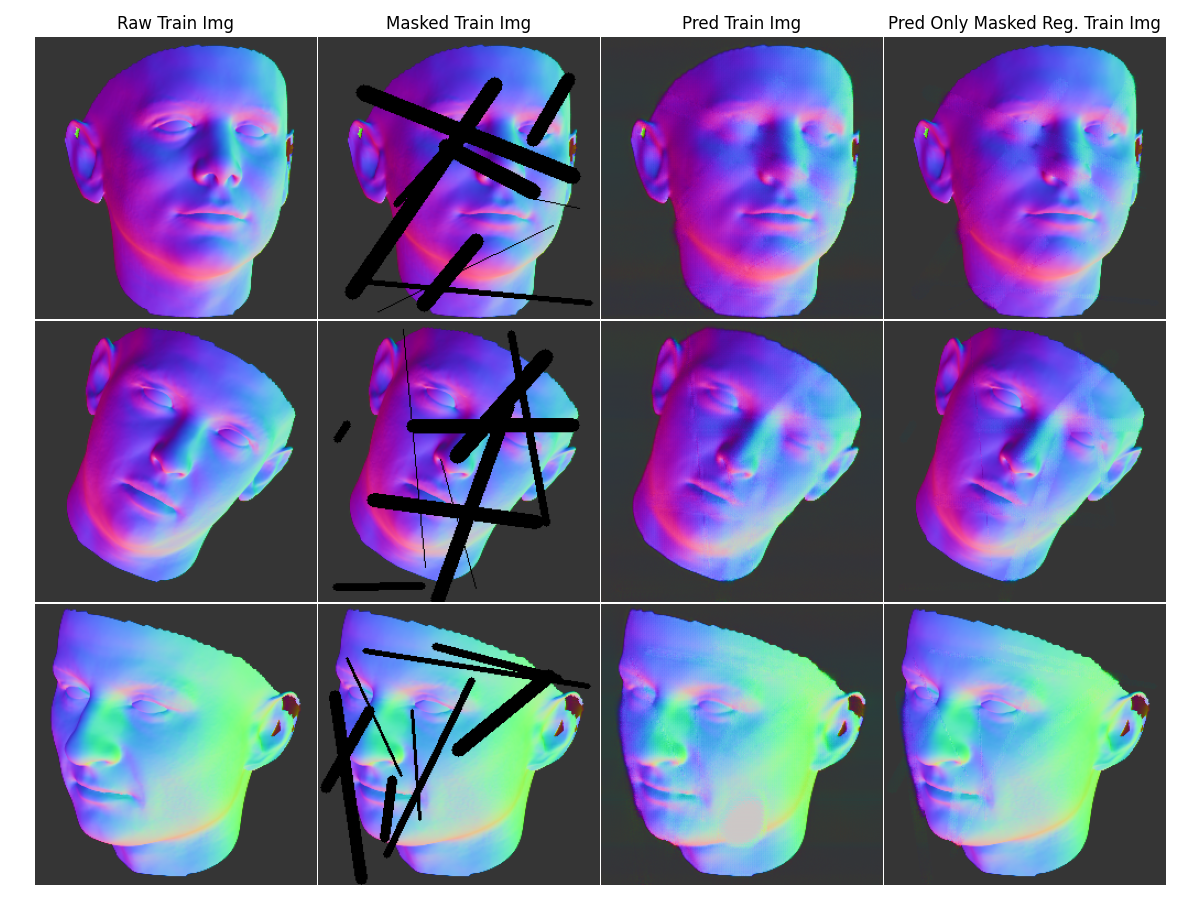 Raw Train Img
Masked Train Img
Pred Train Img
Pred Only Masked Reg. Train Img